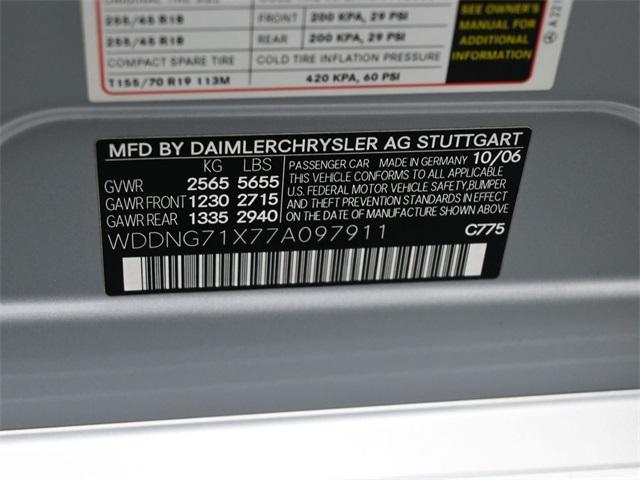 255/45 R18 FRONT 200 KPA, 29 PSI
255/45 R18 REAR 200 KPA, 29 PSI
COMPACT SPARE TIRE COLD TIRE INFLATION PRESSURE
T155/70 R19 113M 420 KPA, 60 PSI
SEE OWNER'S
MANUAL FOR
ADDITIONAL
INFORMATION
MFD BY DAIMLERCHRYSLER AG STUTTGART
KG LBS
GVWR 2565 5655
GAWR FRONT 1230 2715
GAWR REAR 1335 2940
PASSENGER CAR MADE IN GERMANY 10/06
THIS VEHICLE CONFORMS TO ALL APPLICABLE
U.S. FEDERAL MOTOR VEHICLE SAFETY, BUMPER
AND THEFT PREVENTION STANDARDS IN EFFECT
ON THE DATE OF MANUFACTURE SHOWN ABOVE.
WDDNG71X77A097911 C775